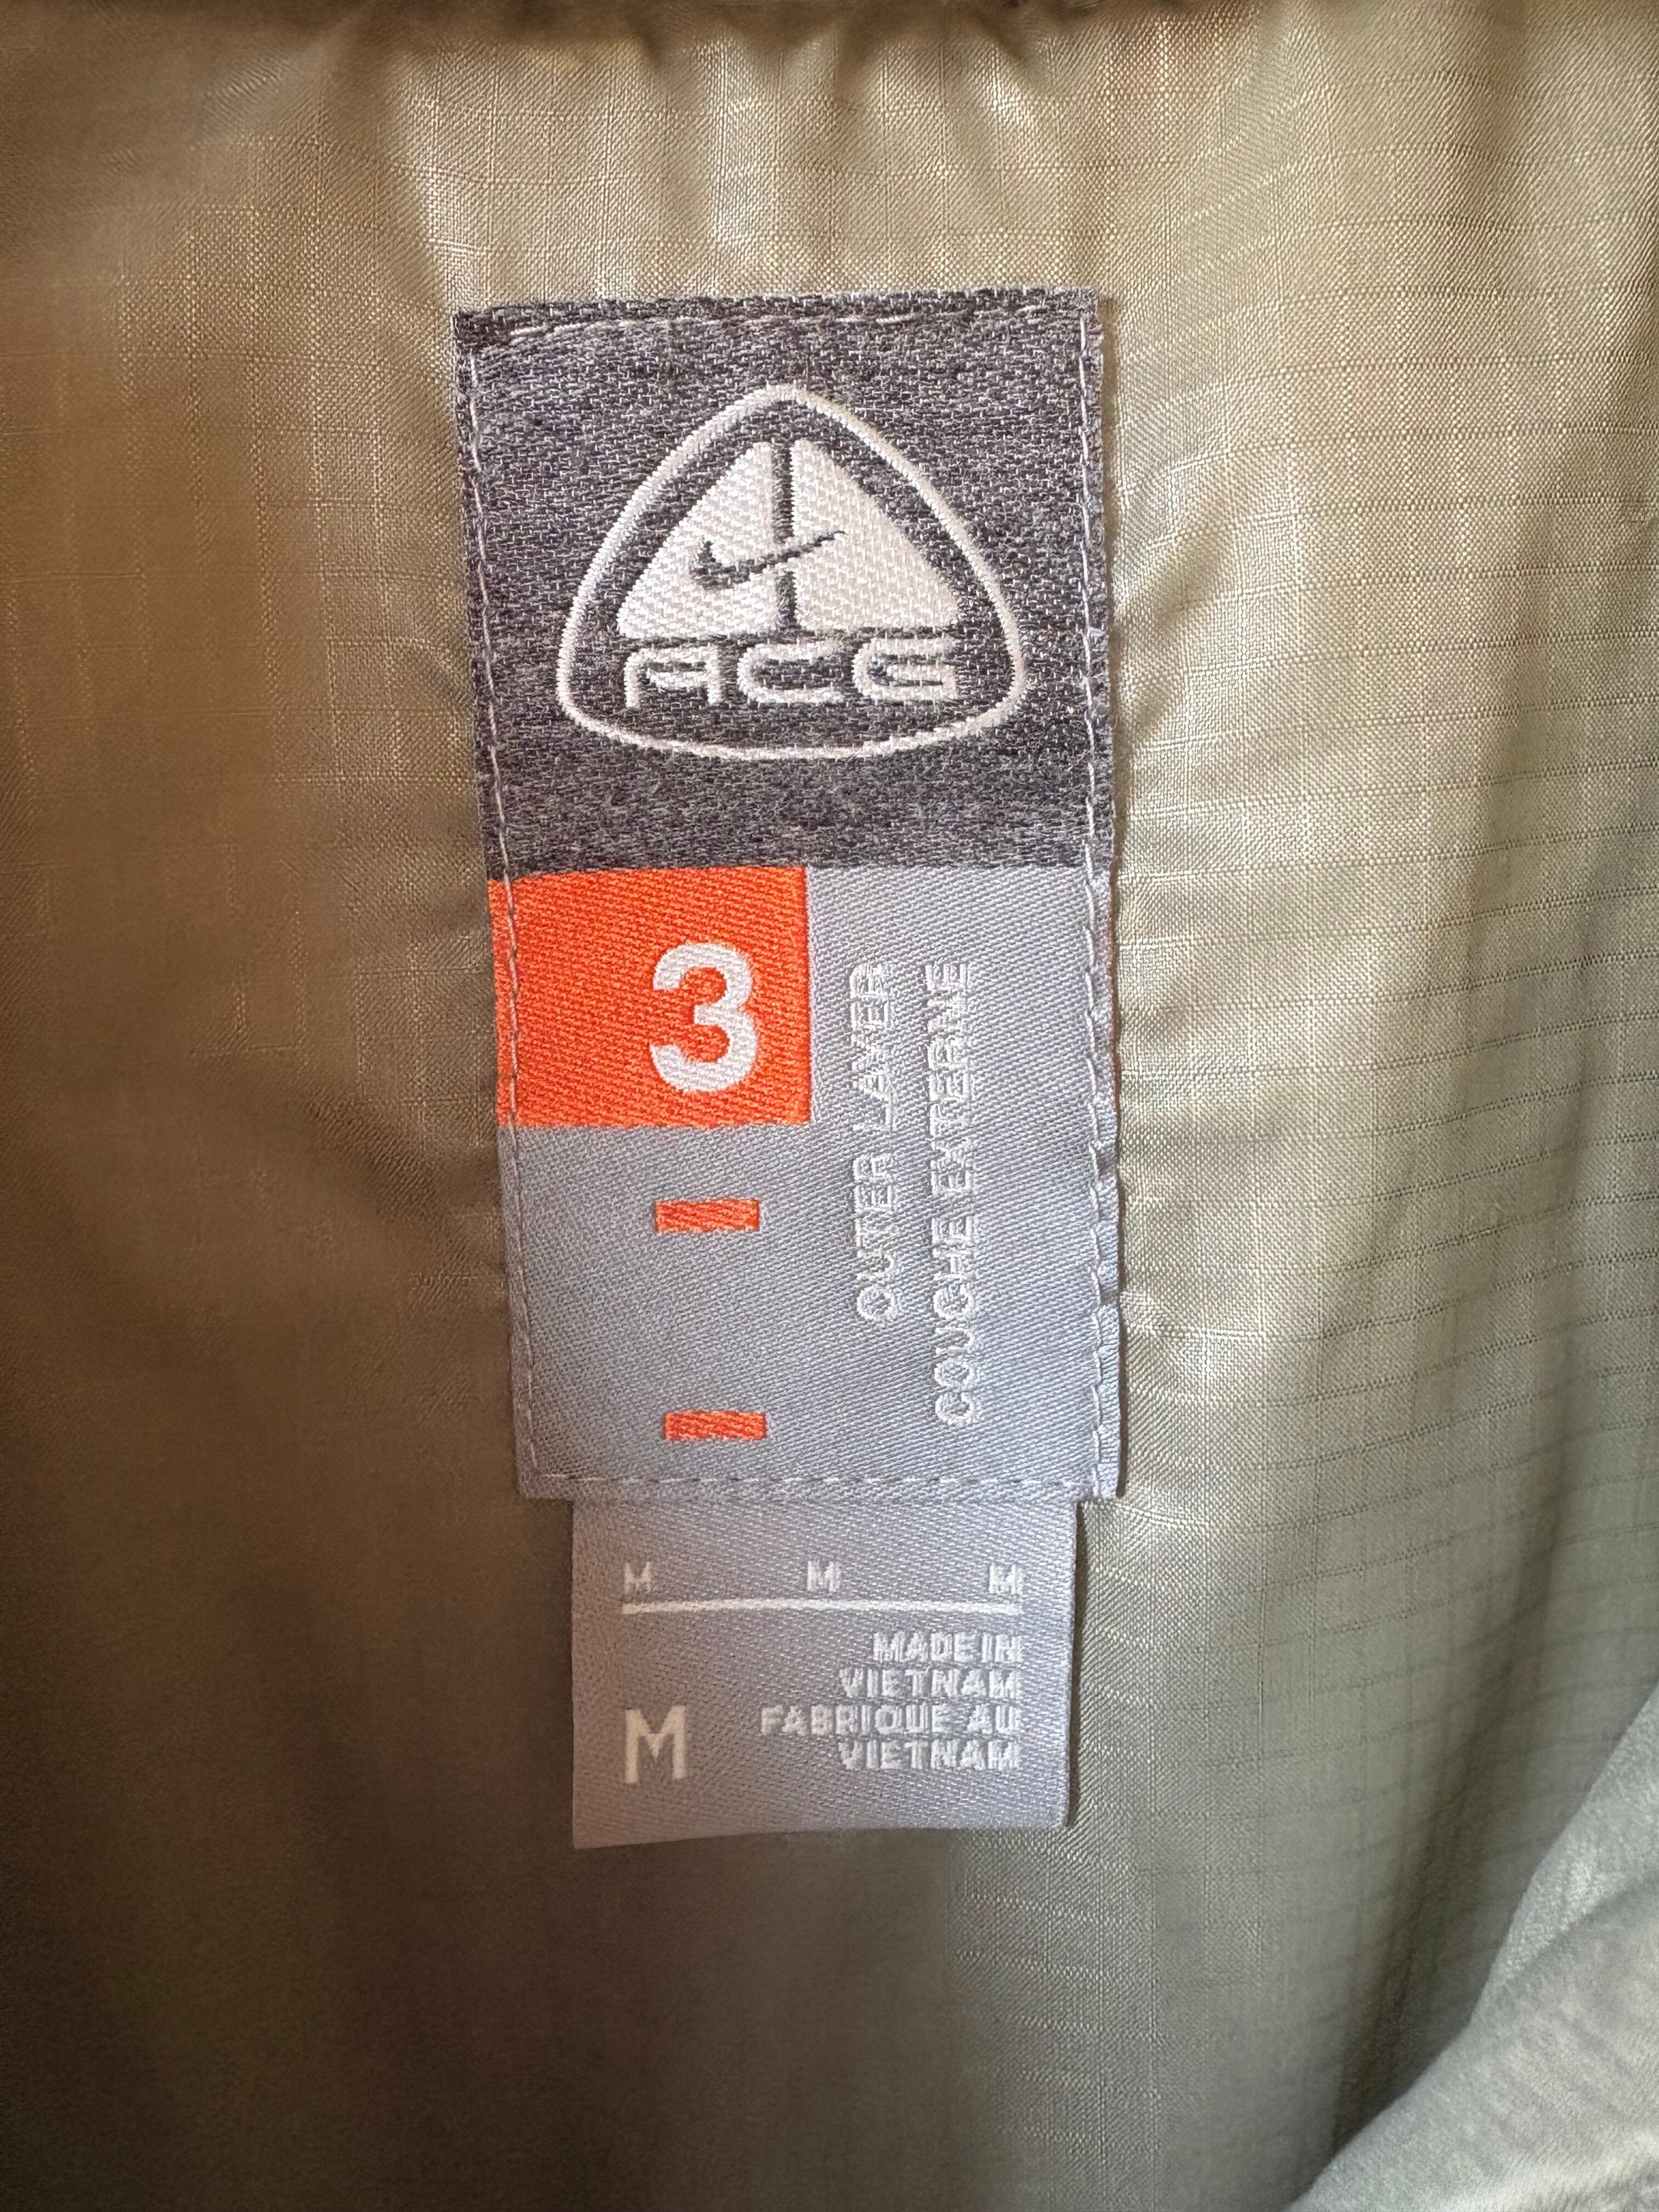 ACG
3
OUTER LAYER
COUCHE EXTERNE
M M M
MADE IN
VIETNAM
M
FABRIQUE AU
VIETNAM